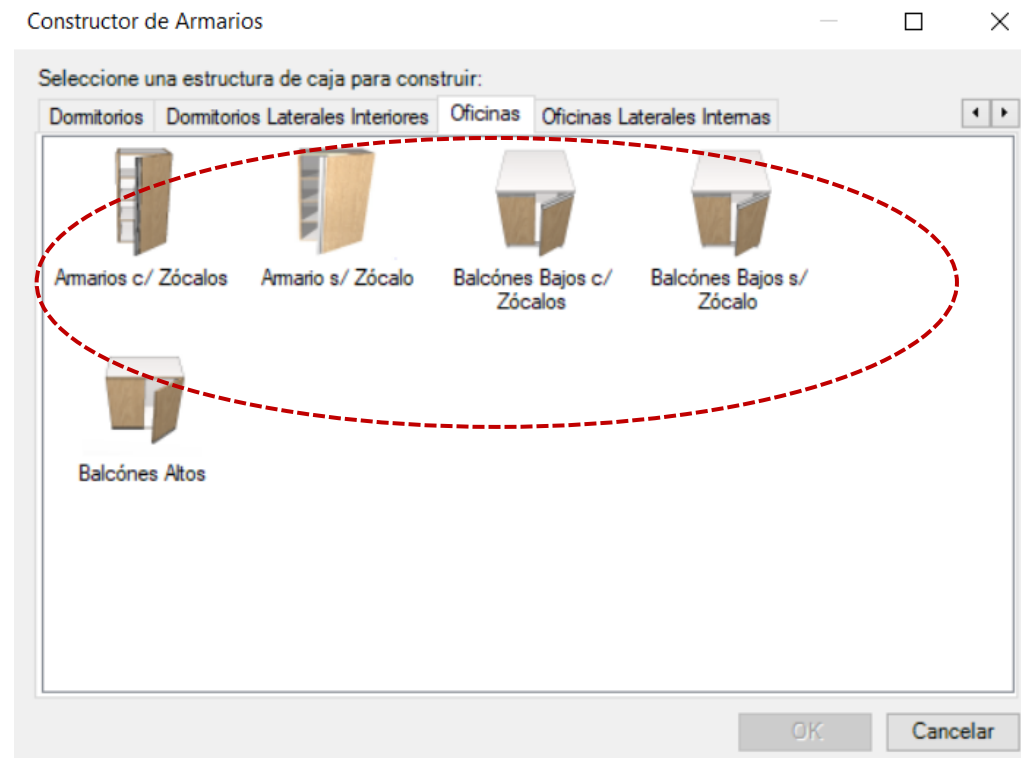 Constructor de Armarios
Seleccione una estructura de caja para construir:
Dormitorios Dormitorios Laterales Interiores Oficinas Oficinas Laterales Internas
Armarios c/ Zócalos Armario s/ Zócalo Balcónes Bajos c/ Balcónes Bajos s/
Zócalos Zócalo
Balcónes Altos
OK Cancelar